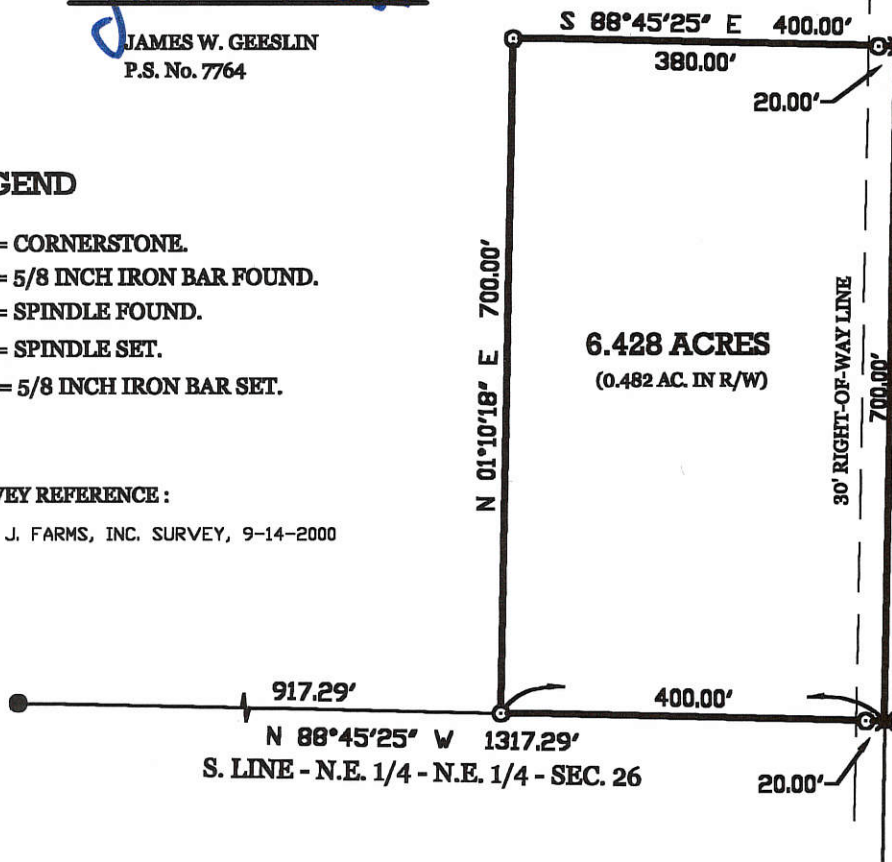 JAMES W. GEESLIN
P.S. No. 7764
S 88°45'25" E 400.00'
380.00'
20.00'
GEND
= CORNERSTONE.
= 5/8 INCH IRON BAR FOUND.
= SPINDLE FOUND.
= SPINDLE SET.
= 5/8 INCH IRON BAR SET.
N 01°10'18" E 700.00'
6.428 ACRES
(0.482 AC. IN R/W)
30' RIGHT-OF-WAY LINE
700.00'
VEY REFERENCE :
J. FARMS, INC. SURVEY, 9-14-2000
917.29'
400.00'
N 88°45'25" W 1317.29'
S. LINE - N.E. 1/4 - N.E. 1/4 - SEC. 26
20.00'